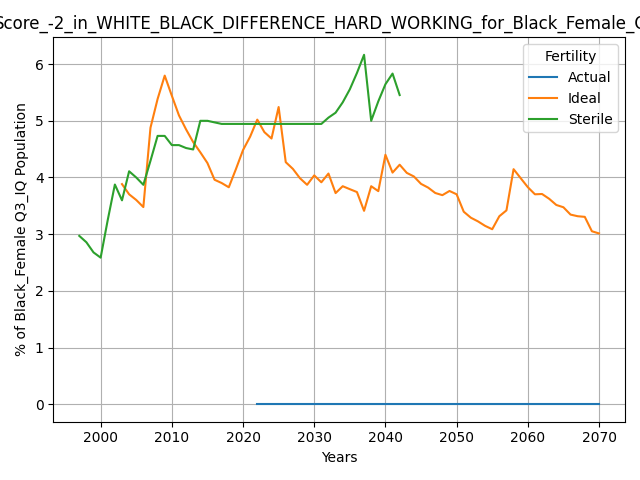 Score_-2_in_WHITE_BLACK_DIFFERENCE_HARD_WORKING_for_Black_Female_
% of Black_Female Q3_IQ Population
6
5
4
3
2
1
0
2000 2010 2020 2030 2040 2050 2060 2070
Years
Fertility
Actual
Ideal
Sterile